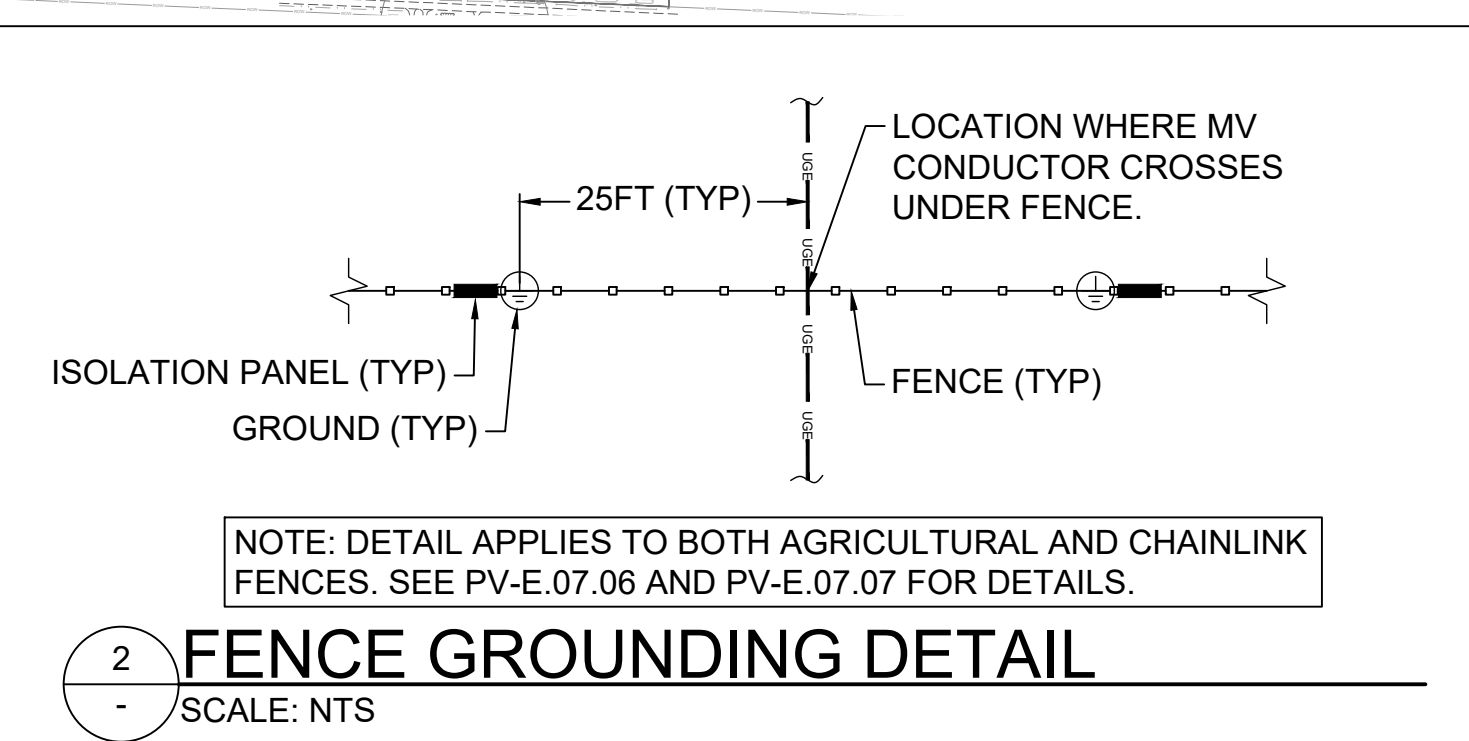 LOCATION WHERE MV
CONDUCTOR CROSSES
UNDER FENCE.
25FT (TYP)
UGE
UGE
UGE
UGE
ISOLATION PANEL (TYP)
GROUND (TYP)
FENCE (TYP)
NOTE: DETAIL APPLIES TO BOTH AGRICULTURAL AND CHAINLINK
FENCES. SEE PV-E.07.06 AND PV-E.07.07 FOR DETAILS.
2
FENCE GROUNDING DETAIL
-
SCALE: NTS